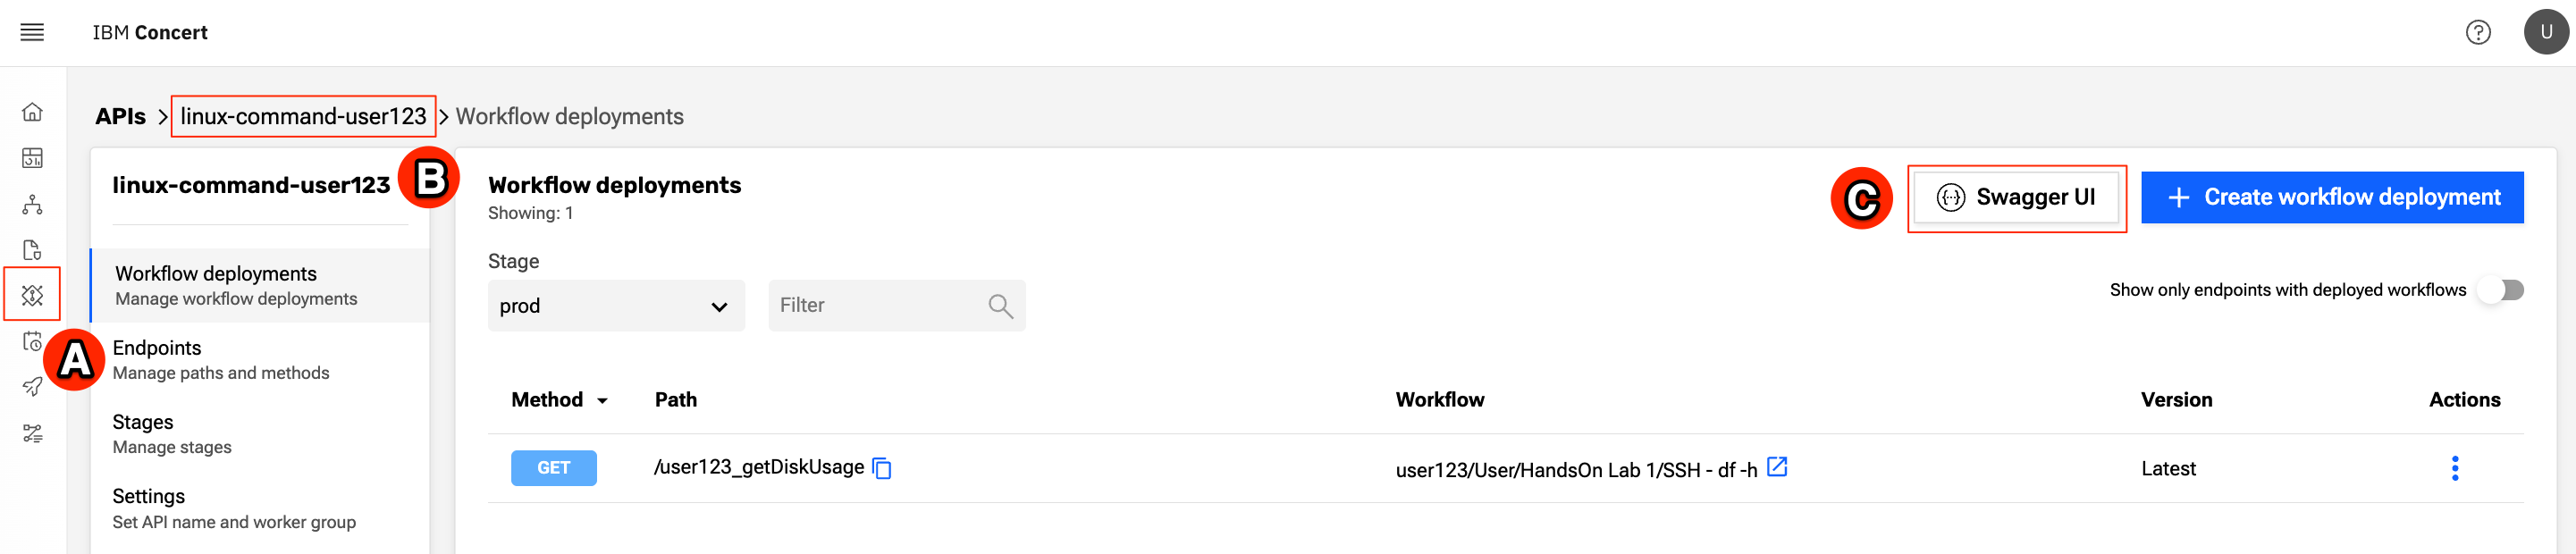 IBM Concert
U
APIs > linux-command-user123 > Workflow deployments
linux-command-user123
B
Workflow deployments
Manage workflow deployments
A
Endpoints
Manage paths and methods
Stages
Manage stages
Settings
Set API name and worker group
Workflow deployments
Showing: 1
C
Swagger UI
+ Create workflow deployment
Stage
prod
Filter
Show only endpoints with deployed workflows
Method Path Workflow Version Actions
GET /user123_getDiskUsage user123/User/HandsOn Lab 1/SSH - df -h Latest